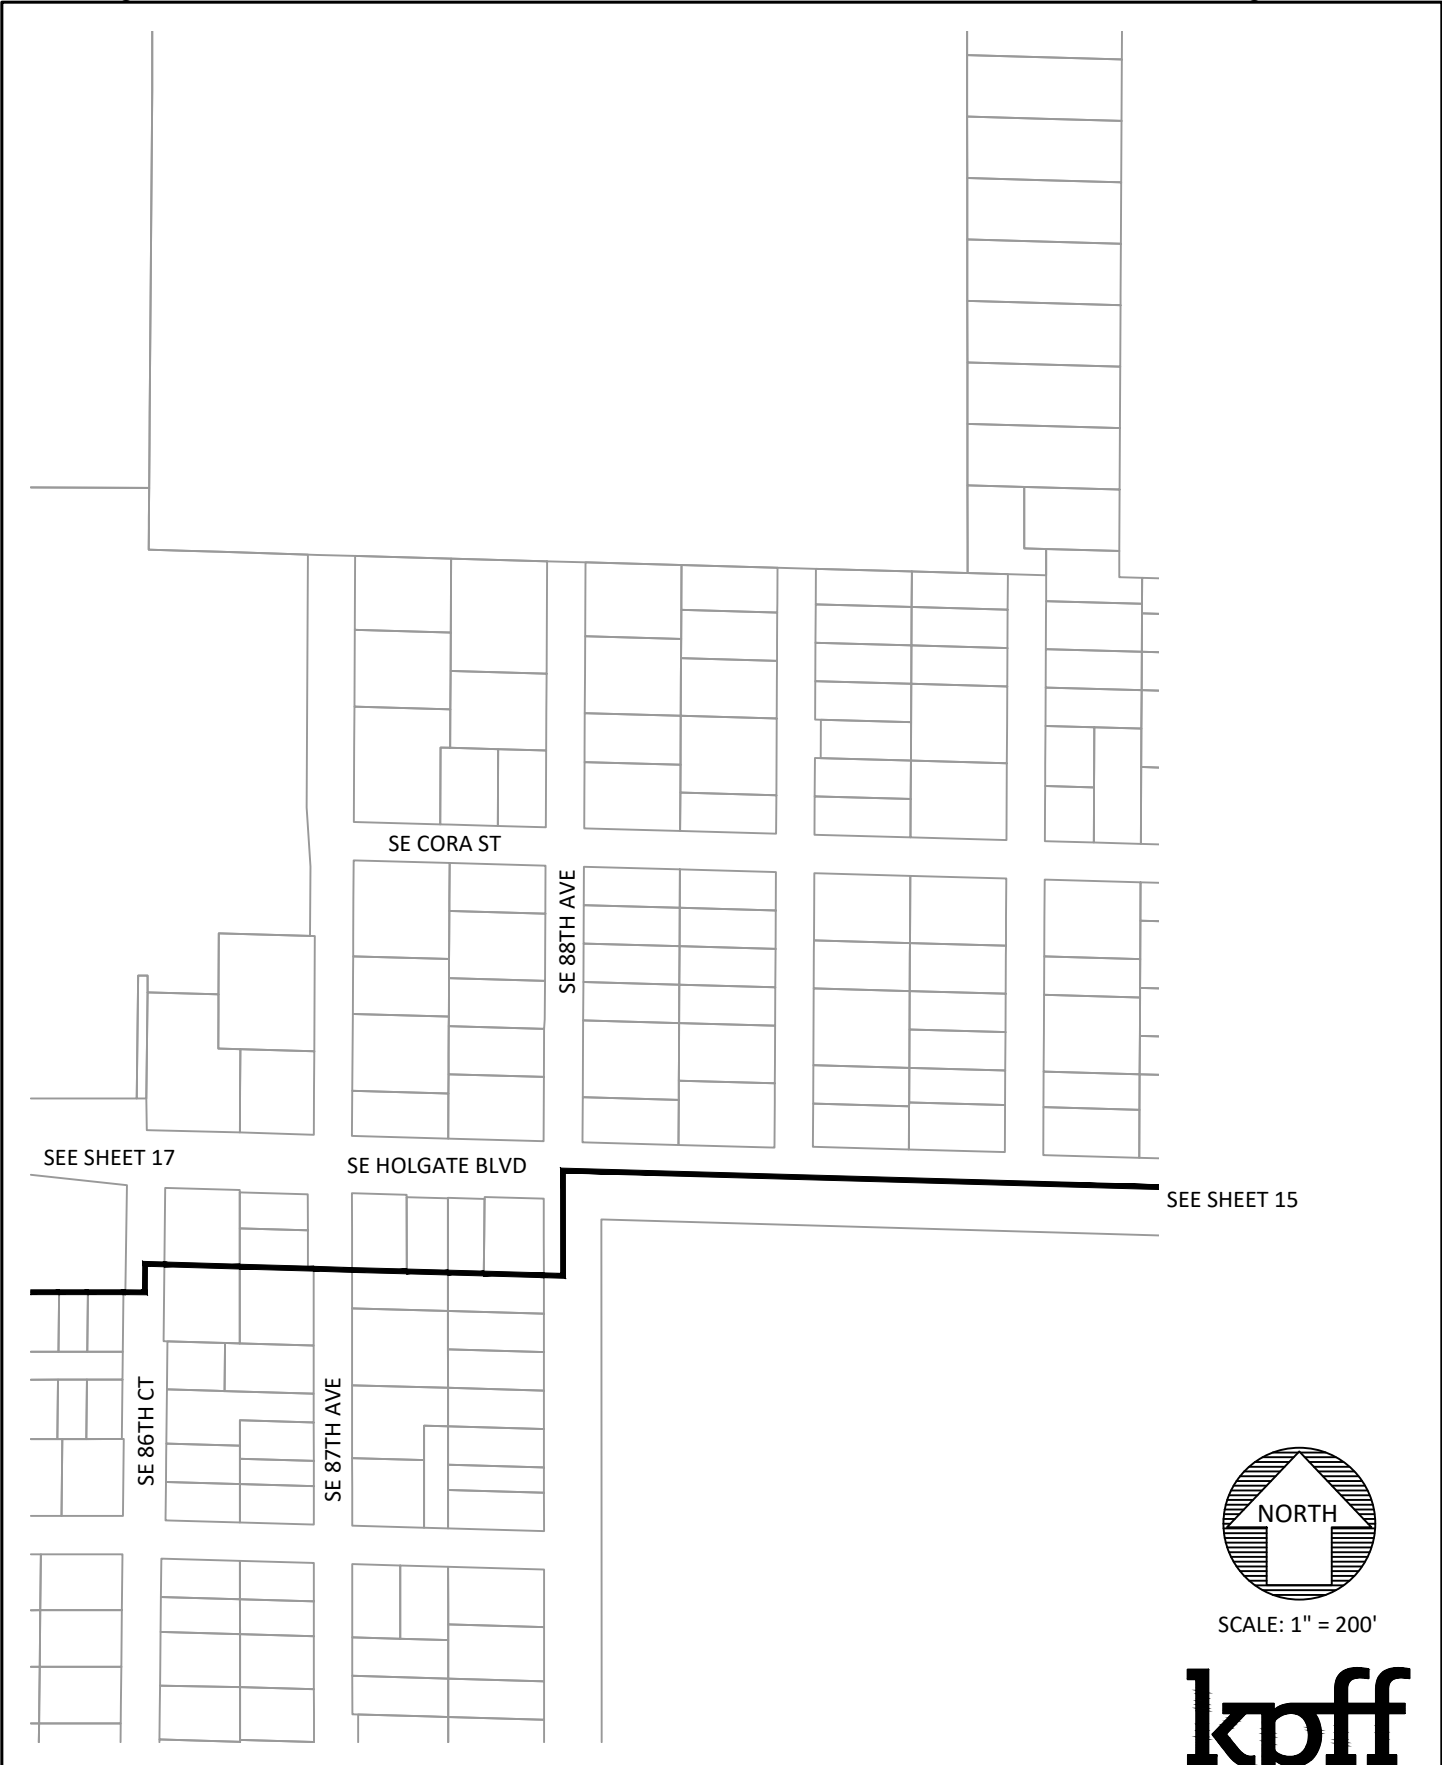 SE CORA ST
SE 88TH AVE
SEE SHEET 17
SE HOLGATE BLVD
SEE SHEET 15
SE 86TH CT
SE 87TH AVE
NORTH
SCALE: 1" = 200'
kpff